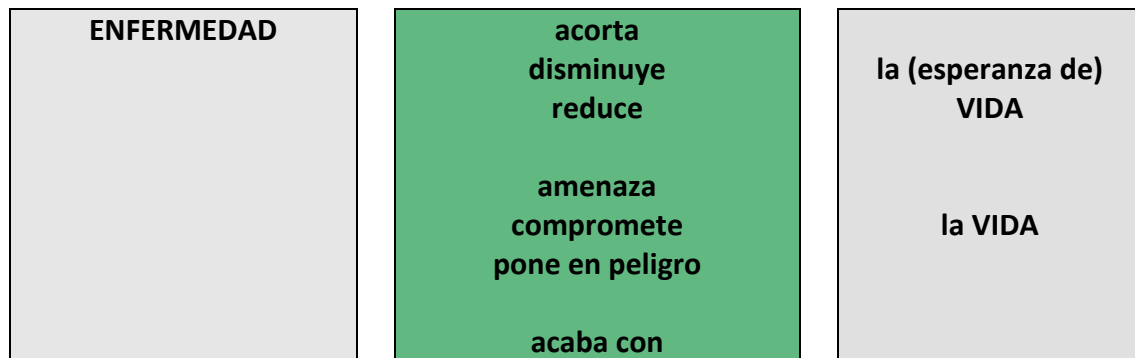 ENFERMEDAD
acorta
disminuye
reduce
amenaza
compromete
pone en peligro
acaba con
la (esperanza de)
VIDA
la VIDA